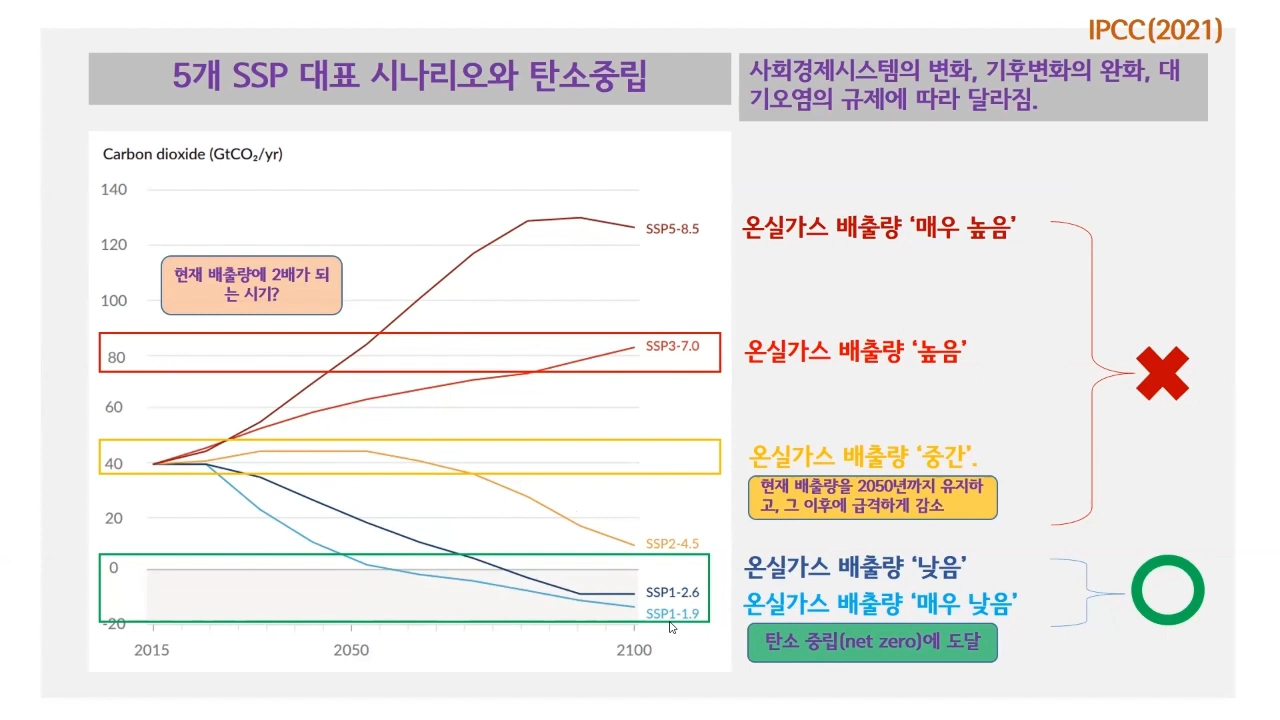 IPCC(2021)
5개 SSP 대표 시나리오와 탄소중립
사회경제시스템의 변화, 기후변화의 완화, 대
기오염의 규제에 따라 달라짐.
Carbon dioxide (GtCO₂/yr)
140
120
100
80
60
40
20
0
-20
2015
2050
2100
현재 배출량에 2배가 되
는 시기?
SSP5-8.5
SSP3-7.0
SSP2-4.5
SSP1-2.6
SSP1-1.9
온실가스 배출량 ‘매우 높음’
온실가스 배출량 ‘높음’
온실가스 배출량 ‘중간’.
현재 배출량을 2050년까지 유지하
고, 그 이후에 급격하게 감소
온실가스 배출량 ‘낮음’
온실가스 배출량 ‘매우 낮음’
탄소 중립(net zero)에 도달